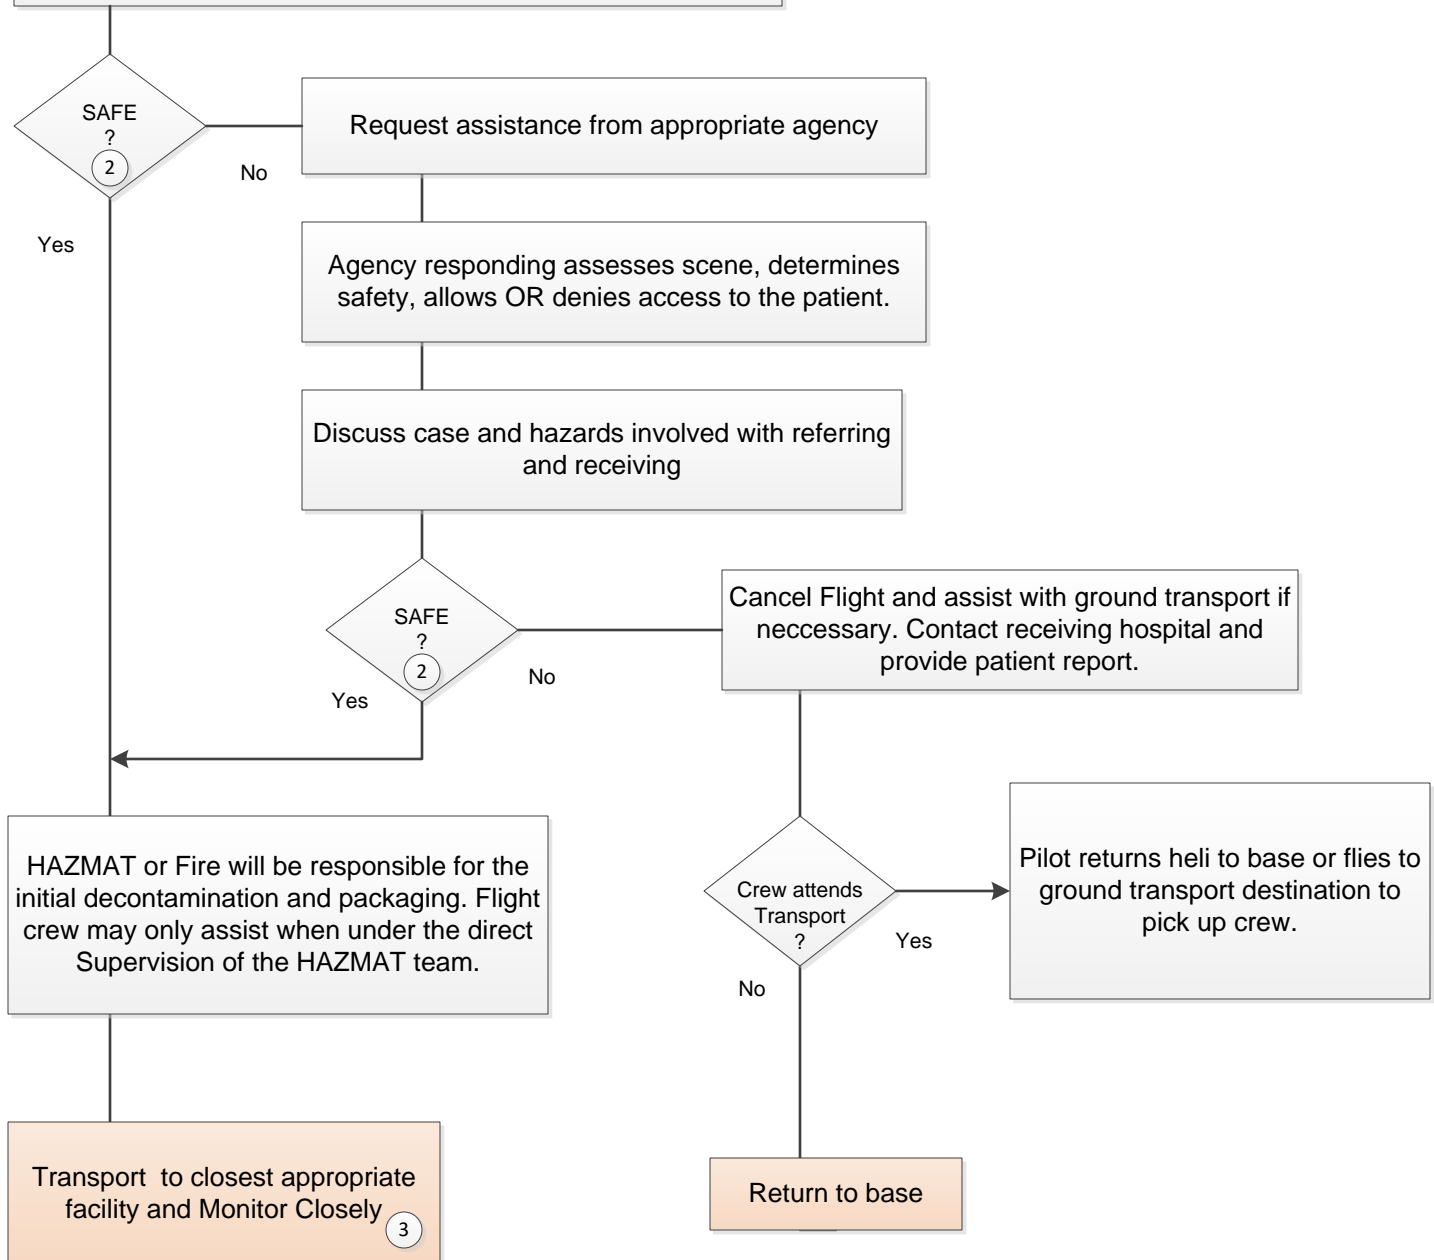 SAFE
?
2
No
Yes
Request assistance from appropriate agency
Agency responding assesses scene, determines
safety, allows OR denies access to the patient.
Discuss case and hazards involved with referring
and receiving
SAFE
?
2
Yes
No
Cancel Flight and assist with ground transport if
neccessary. Contact receiving hospital and
provide patient report.
HAZMAT or Fire will be responsible for the
initial decontamination and packaging. Flight
crew may only assist when under the direct
Supervision of the HAZMAT team.
Crew attends
Transport
?
Yes
No
Pilot returns heli to base or flies to
ground transport destination to
pick up crew.
Transport to closest appropriate
facility and Monitor Closely
3
Return to base